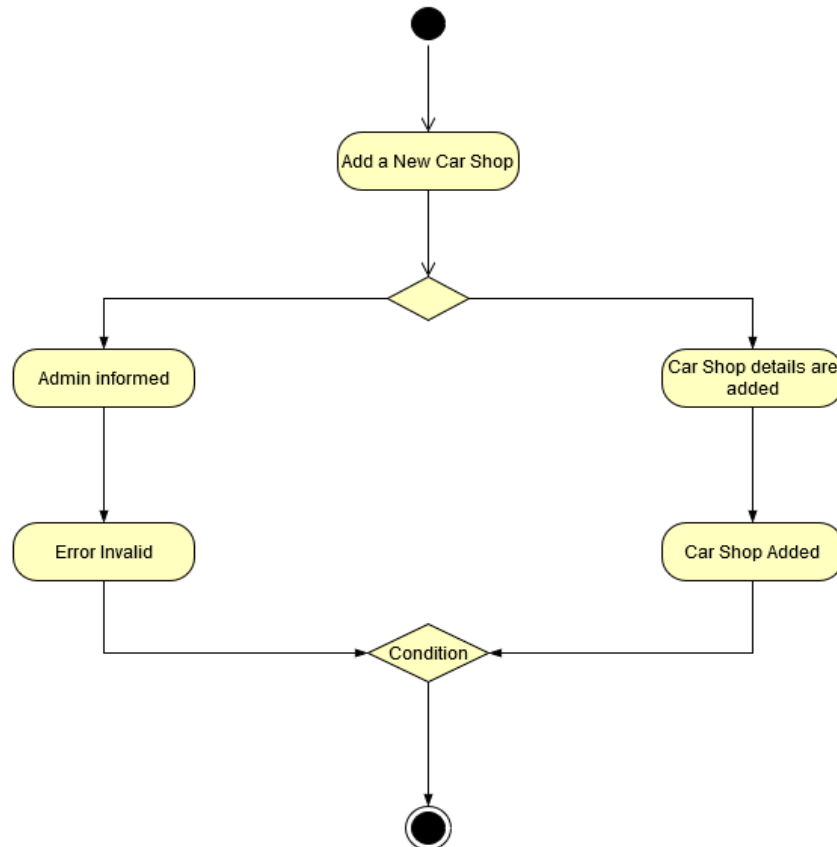 Add a New Car Shop
Admin informed
Car Shop details are
added
Error Invalid
Car Shop Added
Condition